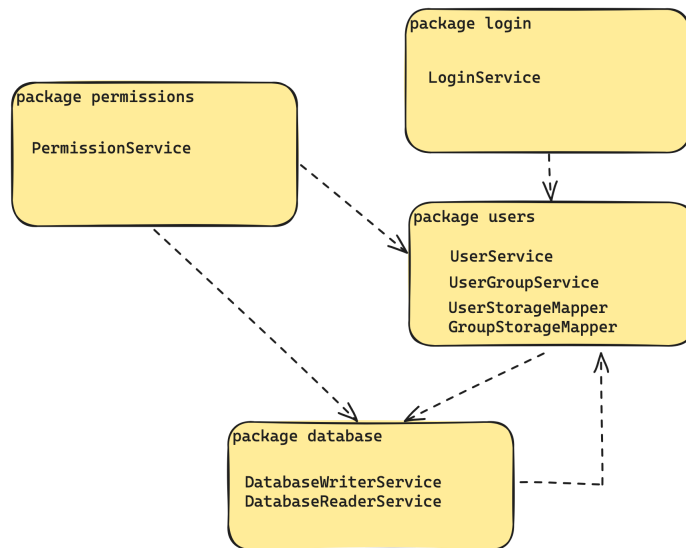 package login
LoginService
package permissions
PermissionService
package users
UserService
UserGroupService
UserStorageMapper
GroupStorageMapper
package database
DatabaseWriterService
DatabaseReaderService